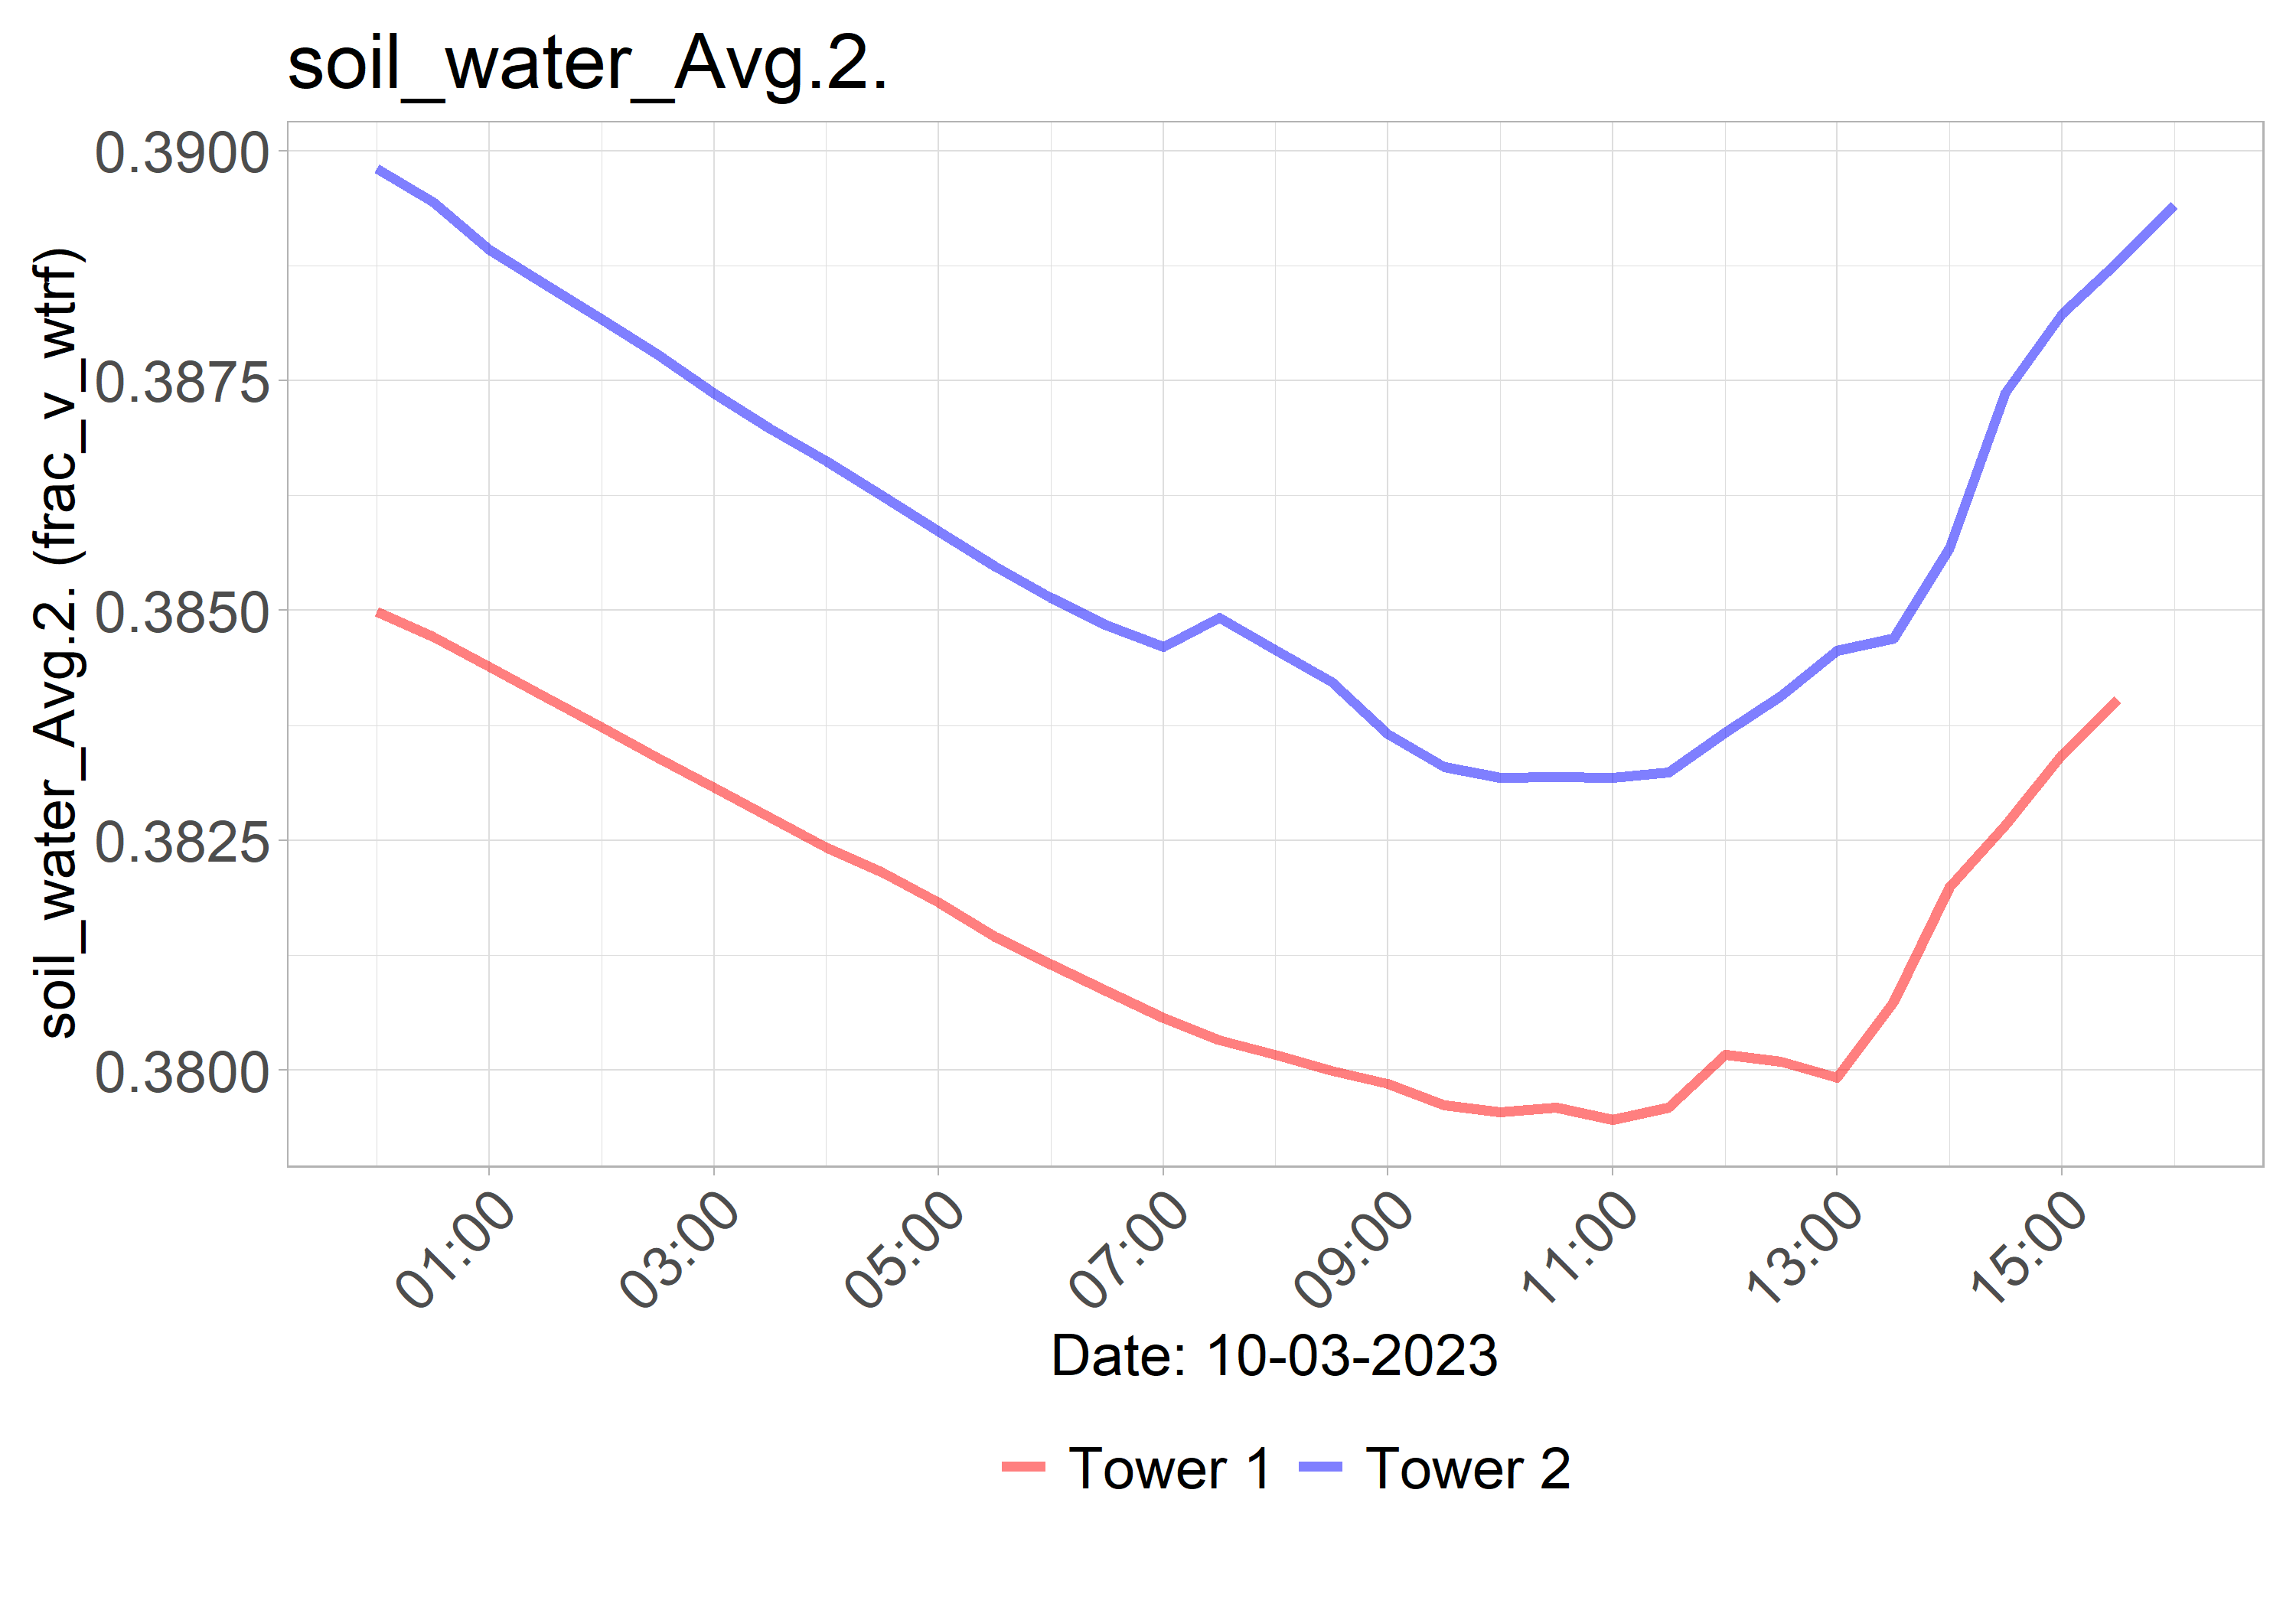 soil_water_Avg.2.
soil_water_Avg.2. (frac_v_wtrf)
0.3900
0.3875
0.3850
0.3825
0.3800
01:00
03:00
05:00
07:00
09:00
11:00
13:00
15:00
Date: 10-03-2023
Tower 1
Tower 2